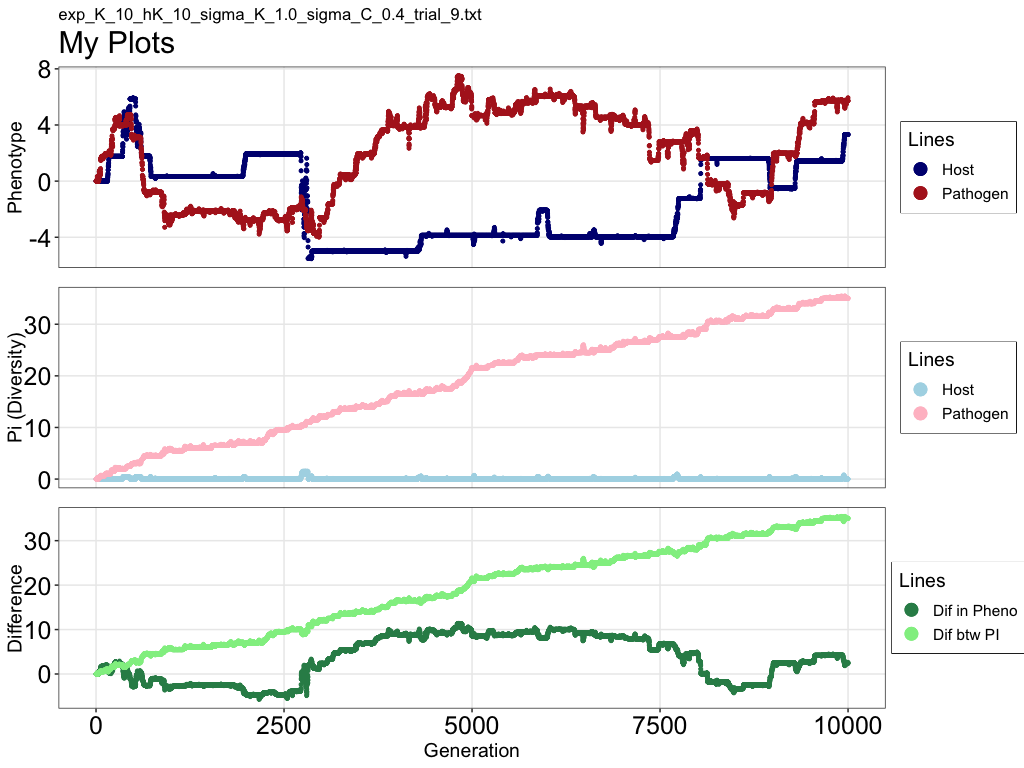 exp_K_10_hK_10_sigma_K_1.0_sigma_C_0.4_trial_9.txt
My Plots
8
4
0
−4
Phenotype
Lines
Host
Pathogen
30
20
10
0
Pi (Diversity)
Lines
Host
Pathogen
30
20
10
0
Difference
Lines
Dif in Pheno
Dif btw PI
0
2500
5000
7500
10000
Generation